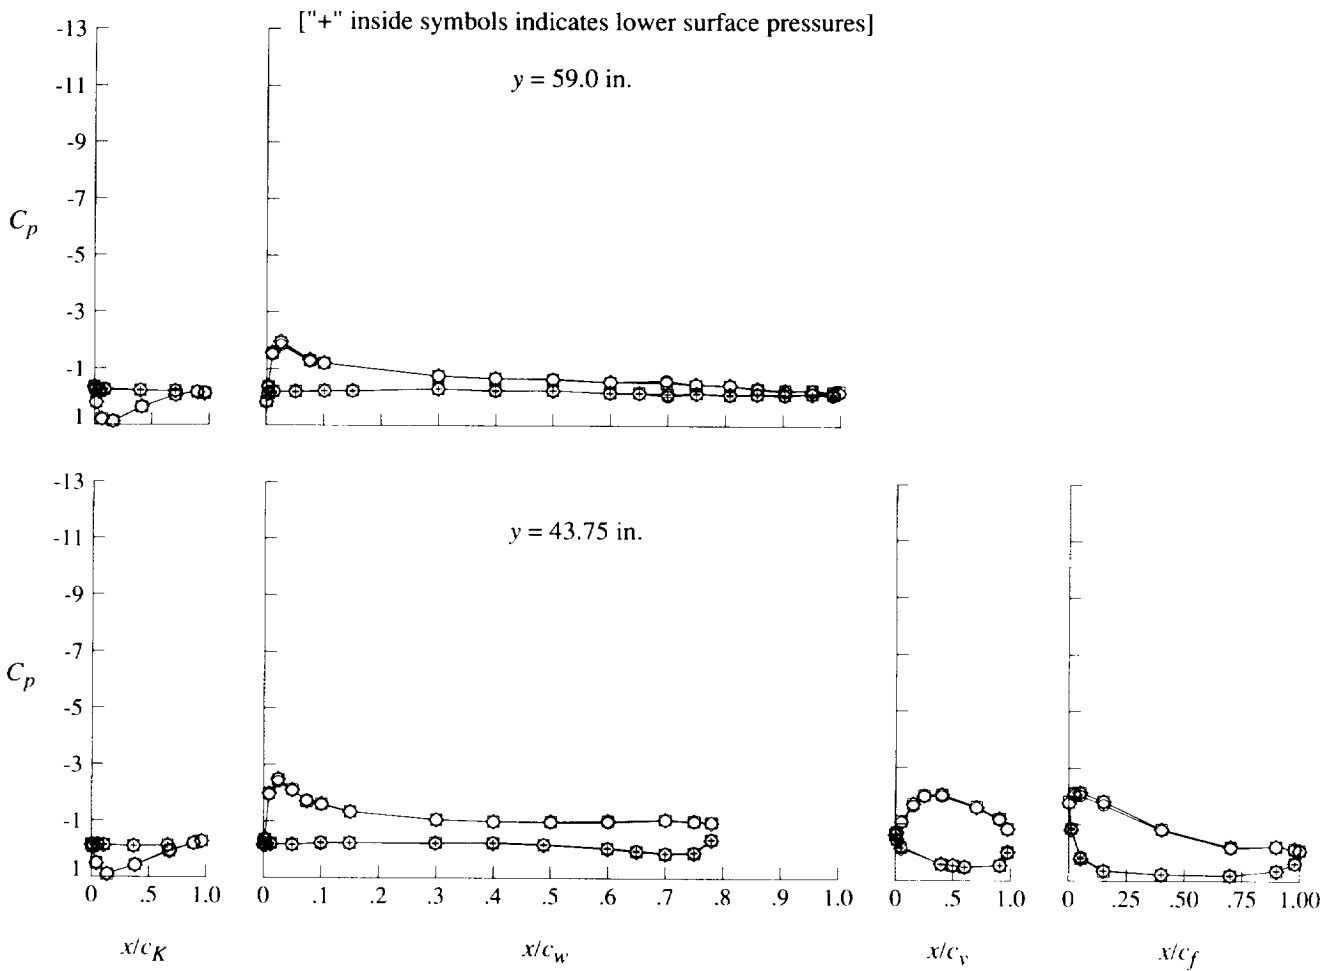 ["+" inside symbols indicates lower surface pressures]
y = 59.0 in.
-13
-11
-9
-7
-5
-3
-1
1
C_p
y = 43.75 in.
-13
-11
-9
-7
-5
-3
-1
1
C_p
0 .5 1.0
0 .1 .2 .3 .4 .5 .6 .7 .8 .9 1.0
0 .5 1.0
0 .25 .50 .75 1.00
x/c_K
x/c_w
x/c_v
x/c_f